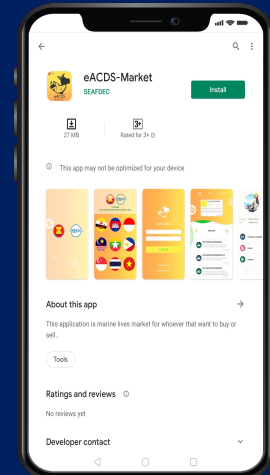 eACDS-Market
SEAFDEC
Install
eACDS
27 MB
3+
Rated for 3+
This app may not be optimized for your device
About this app
This application is marine lives market for whoever that want to buy or
sell..
Tools
Ratings and reviews
No reviews yet
Developer contact